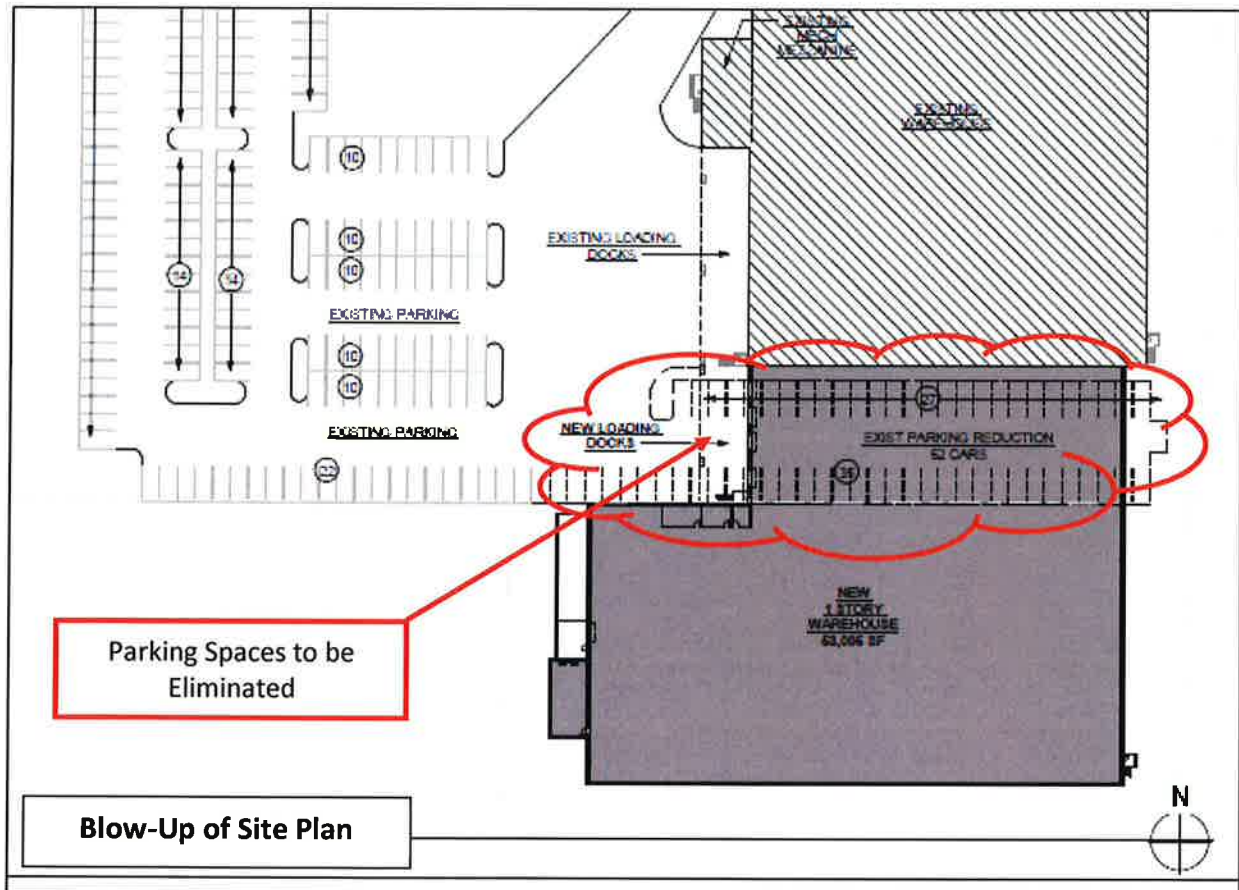 EXISTING
MECH
MEZZANINE
EXISTING
WAREHOUSE
10
EXISTING LOADING
DOCKS
10
10
14
14
EXISTING PARKING
10
10
27
NEW LOADING
DOCKS
EXISTING PARKING
EXIST PARKING REDUCTION
CARS
NEW
1 STORY
WAREHOUSE
SF
Parking Spaces to be
Eliminated
Blow-Up of Site Plan
N